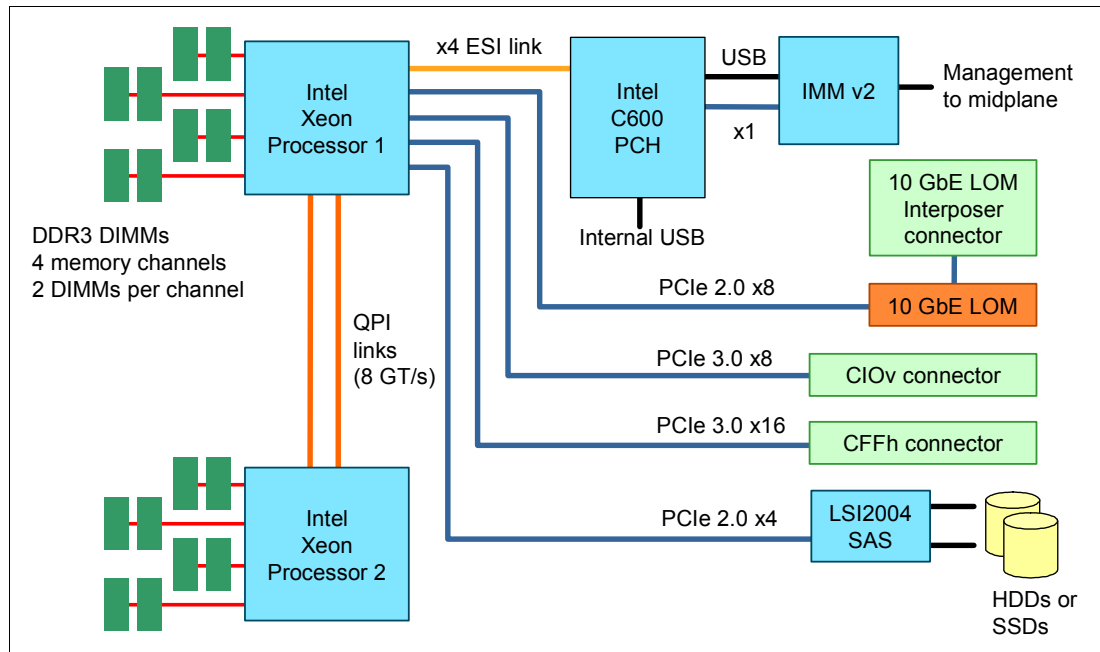 x4 ESI link
Intel
Xeon
Processor 1
Intel
C600
PCH
USB
x1
IMM v2
Management
to midplane
Internal USB
10 GbE LOM
Interposer
connector
DDR3 DIMMs
4 memory channels
2 DIMMs per channel
PCIe 2.0 x8
10 GbE LOM
QPI
links
(8 GT/s)
PCIe 3.0 x8
CIOv connector
PCIe 3.0 x16
CFFh connector
Intel
Xeon
Processor 2
PCIe 2.0 x4
LSI2004
SAS
HDDs or
SSDs